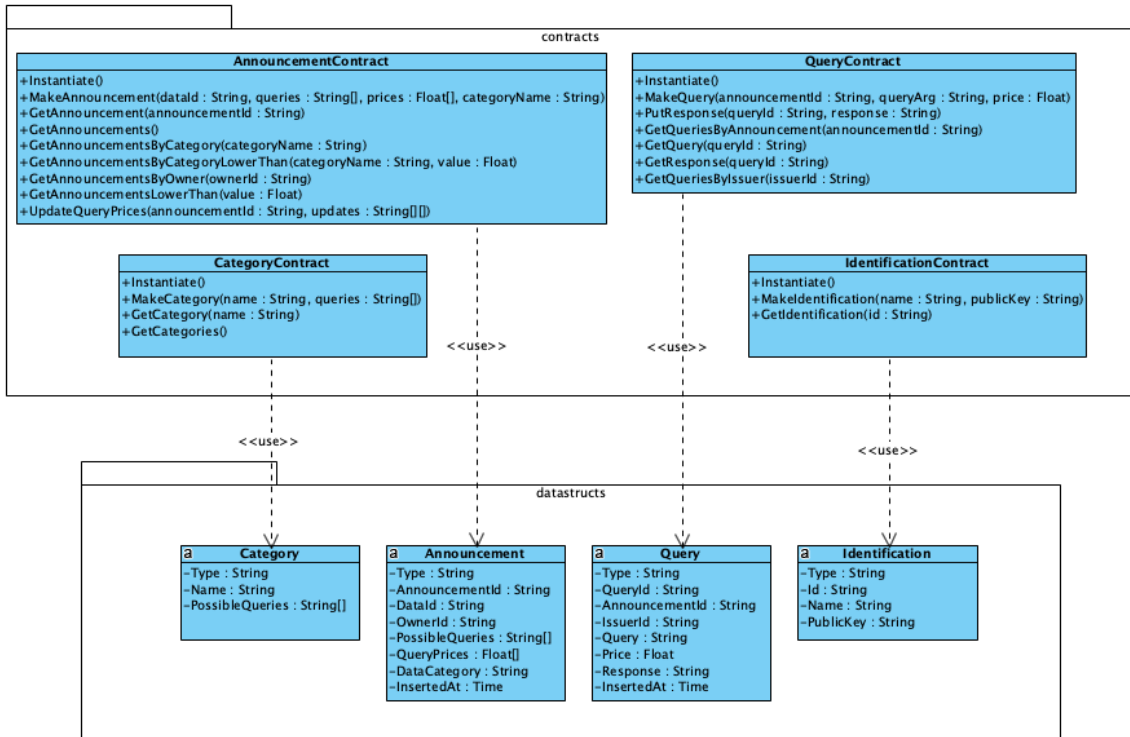 contracts
AnnouncementContract
+Instantiate()
+MakeAnnouncement(dataId : String, queries : String[], prices : Float[], categoryName : String)
+GetAnnouncement(announcementId : String)
+GetAnnouncements()
+GetAnnouncementsByCategory(categoryName : String)
+GetAnnouncementsByCategoryLowerThan(categoryName : String, value : Float)
+GetAnnouncementsByOwner(ownerId : String)
+GetAnnouncementsLowerThan(value : Float)
+UpdateQueryPrices(announcementId : String, updates : String[][])
QueryContract
+Instantiate()
+MakeQuery(announcementId : String, queryArg : String, price : Float)
+PutResponse(queryId : String, response : String)
+GetQueriesByAnnouncement(announcementId : String)
+GetQuery(queryId : String)
+GetResponse(queryId : String)
+GetQueriesByIssuer(issuerId : String)
CategoryContract
+Instantiate()
+MakeCategory(name : String, queries : String[])
+GetCategory(name : String)
+GetCategories()
IdentificationContract
+Instantiate()
+MakeIdentification(name : String, publicKey : String)
+GetIdentification(id : String)
<<use>>
<<use>>
<<use>>
<<use>>
datastructs
a Category
-Type : String
-Name : String
-PossibleQueries : String[]
a Announcement
-Type : String
-AnnouncementId : String
-DataId : String
-OwnerId : String
-PossibleQueries : String[]
-QueryPrices : Float[]
-DataCategory : String
-InsertedAt : Time
a Query
-Type : String
-QueryId : String
-AnnouncementId : String
-IssuerId : String
-Query : String
-Price : Float
-Response : String
-InsertedAt : Time
a Identification
-Type : String
-Id : String
-Name : String
-PublicKey : String